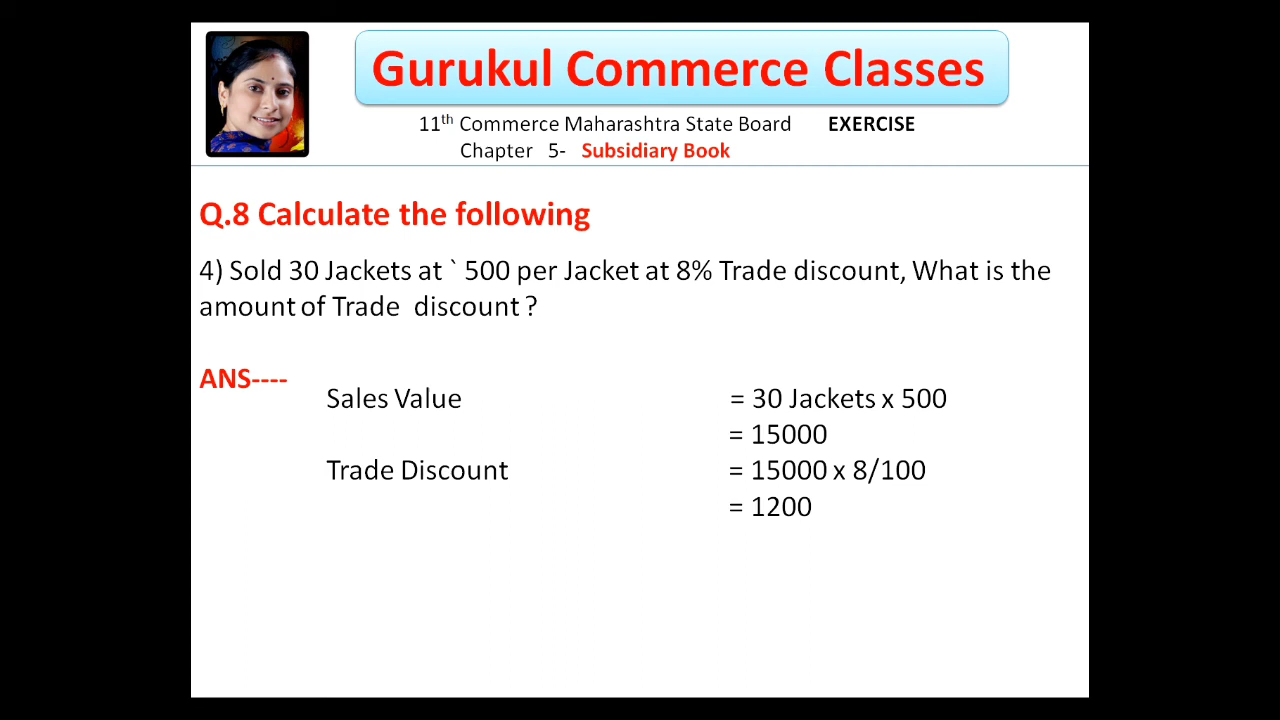 Gurukul Commerce Classes
11th Commerce Maharashtra State Board EXERCISE
Chapter 5- Subsidiary Book
Q.8 Calculate the following
4) Sold 30 Jackets at ` 500 per Jacket at 8% Trade discount, What is the
amount of Trade discount ?
ANS----
Sales Value = 30 Jackets x 500
= 15000
Trade Discount = 15000 x 8/100
= 1200